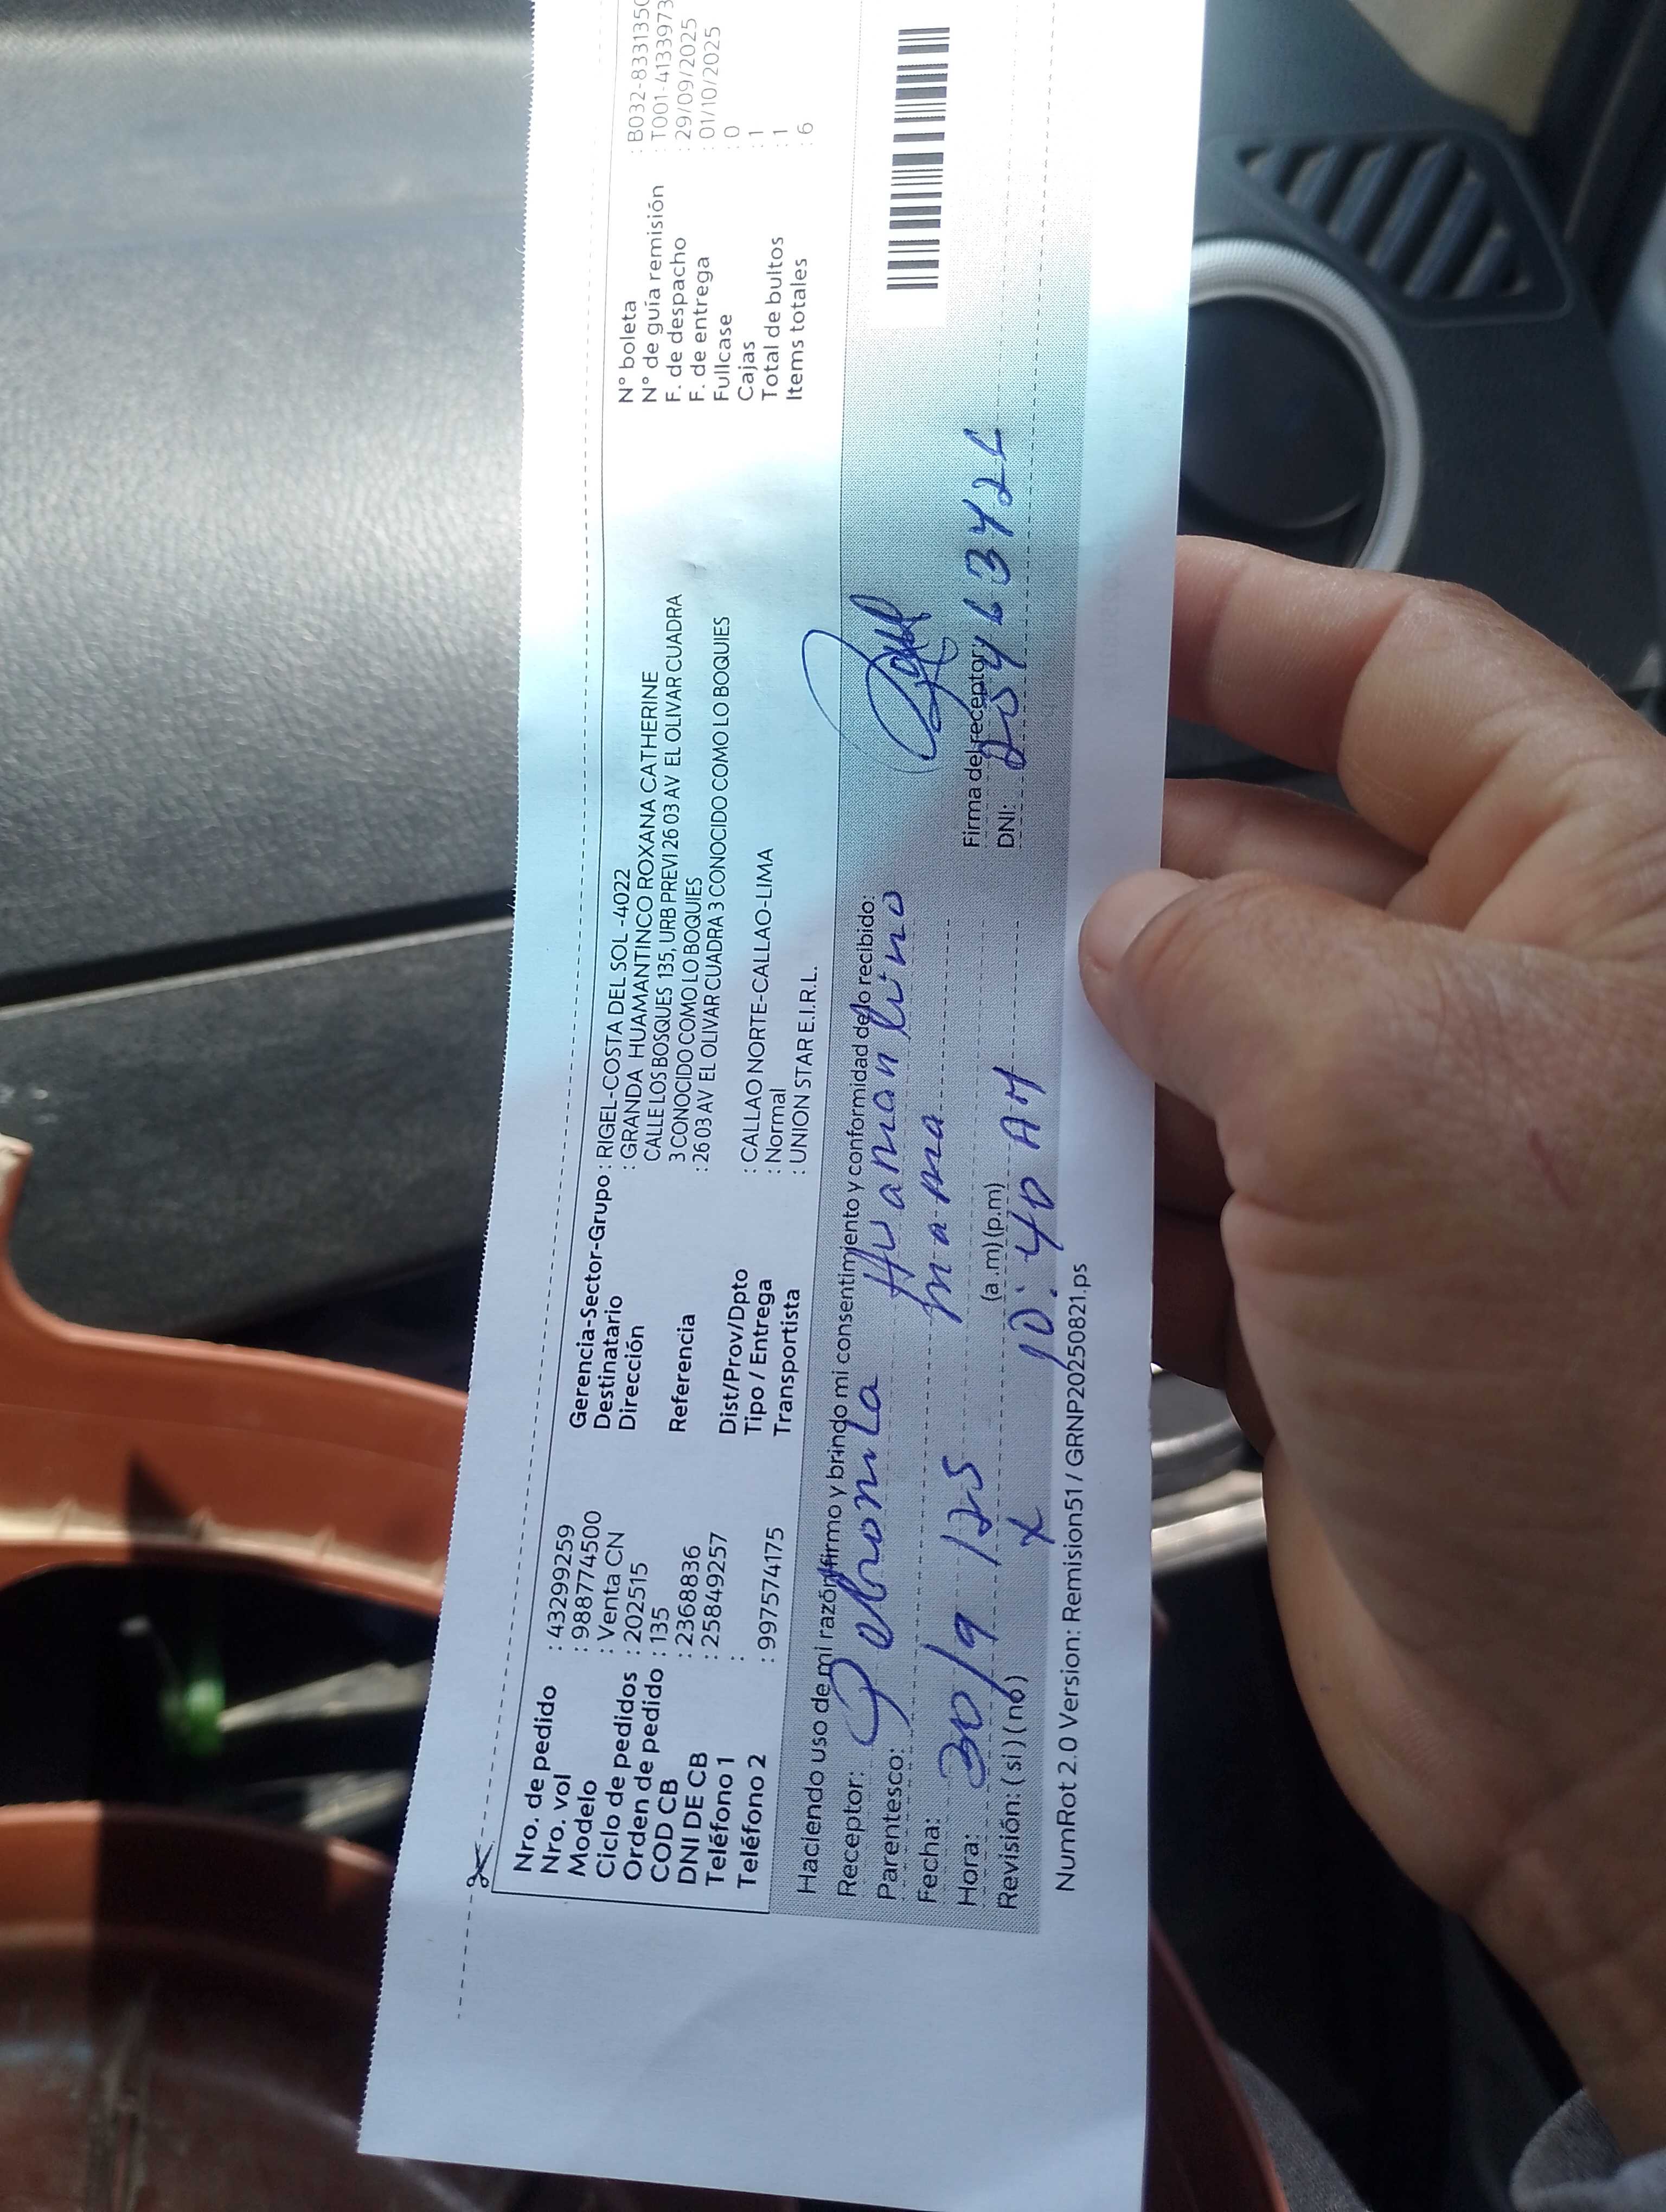 Nro. de pedido : 43299259
Nro. vol : 9887774500
Modelo : Venta CN
Ciclo de pedidos : 202515
Orden de pedido : 135
COD CB : 2368836
DNI DE CB : 25849257
Teléfono 1 :
Teléfono 2 : 997574175
Gerencia-Sector-Grupo : RIGEL-COSTA DEL SOL -4022
Destinatario : GRANDA HUAMANTINCO ROXANA CATHERINE
Dirección CALLE LOS BOSQUES 135, URB PREVI 26 03 AV EL OLIVAR CUADRA
3 CONOCIDO COMO LO BOQUIES
Referencia : 26 03 AV EL OLIVAR CUADRA 3 CONOCIDO COMO LO BOQUIES
Dist/Prov/Dpto : CALLAO NORTE-CALLAO-LIMA
Tipo / Entrega : Normal
Transportista : UNION STAR E.I.R.L.
N° boleta : B032-8331350
N° de guía remisión : T001-4133973
F. de despacho : 29/09/2025
F. de entrega : 01/10/2025
Fullcase : 0
Cajas : 1
Total de bultos : 1
Items totales : 6
Haciendo uso de mi razón firmo y brindo mi consentimiento y conformidad de lo recibido:
Receptor:
Parentesco: mama
Fecha: 30/9/25
Hora: (a.m) (p.m) 10:40 AM
Revisión: (si) (no) x
Firma del receptor:
DNI:
NumRot 2.0 Version: Remision51 / GRNP20250821.ps